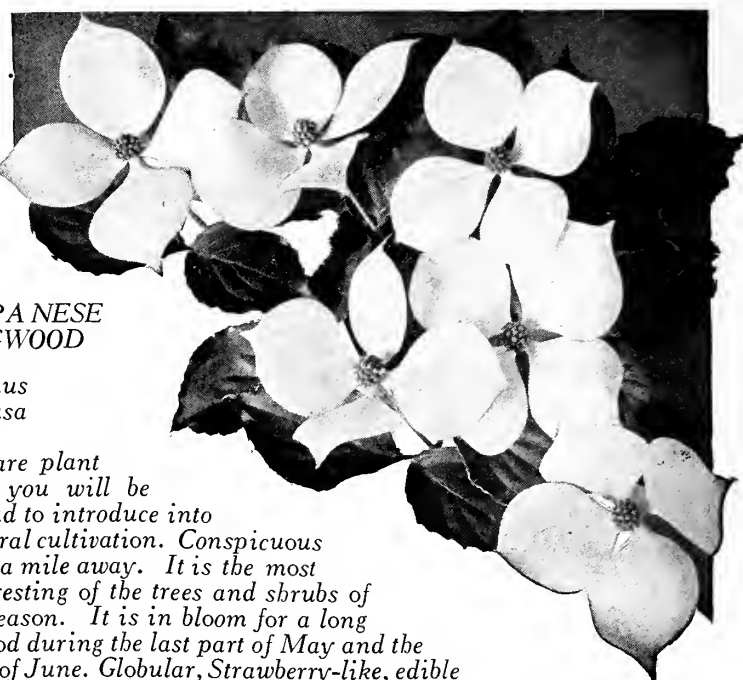 PANESE
WOOD
us
sa
are plant
you will be
d to introduce into
ral cultivation. Conspicuous
a mile away. It is the most
resting of the trees and shrubs of
eason. It is in bloom for a long
od during the last part of May and the
of June. Globular, Strawberry-like, edible